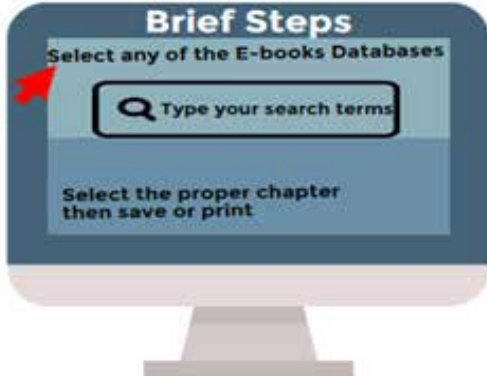 Brief Steps
Select any of the E-books Databases
Type your search terms
Select the proper chapter
then save or print